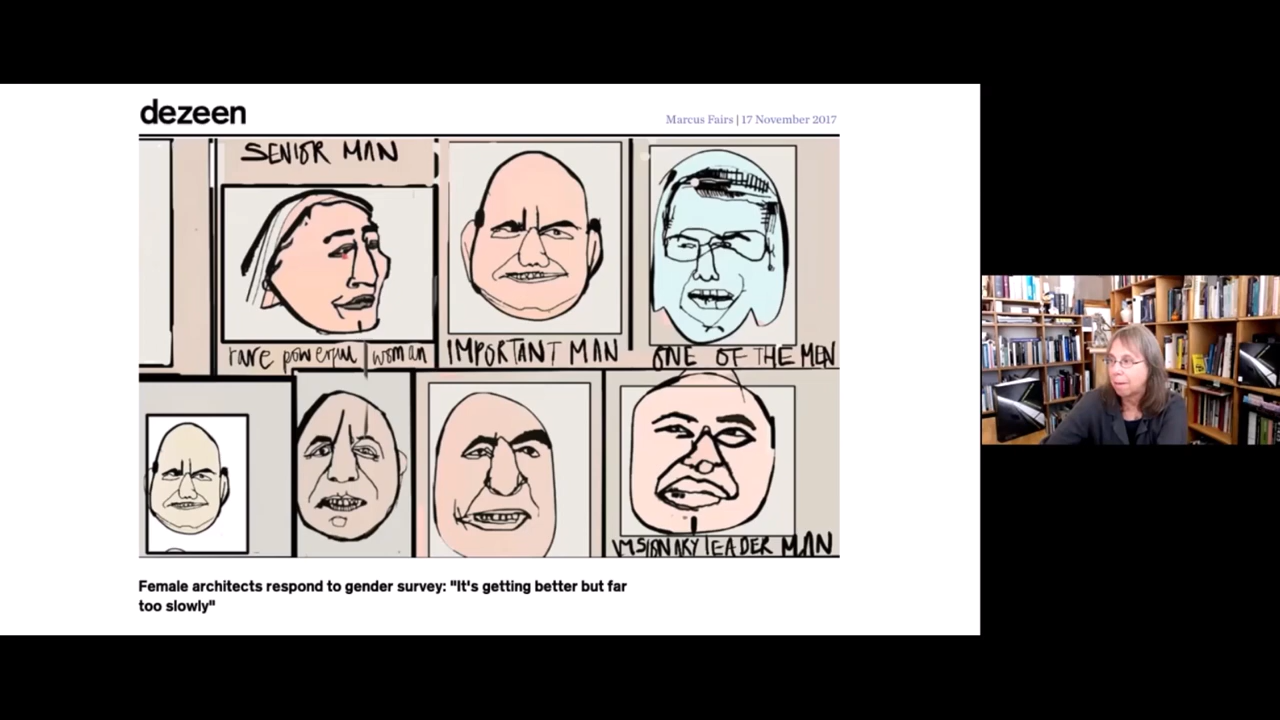 dezeen
Marcus Fairs | 17 November 2017
SENIOR MAN
rare powerful woman
IMPORTANT MAN
ONE OF THE MEN
VISIONARY LEADER MAN
Female architects respond to gender survey: "It's getting better but far
too slowly"